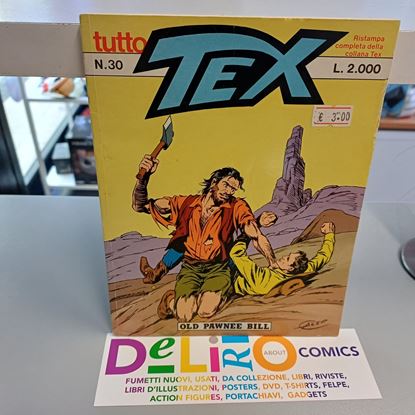 tutto
TEX
Ristampa
completa della
collana Tex
N.30
L. 2.000
£ 3.00
OLD PAWNEE BILL
DeLiRi
ABOUT
COMICS
FUMETTI NUOVI, USATI, DA COLLEZIONE, LIBRI, RIVISTE,
LIBRI D'ILLUSTRAZIONI, POSTERS, DVD, T-SHIRTS, FELPE,
ACTION FIGURES, PORTACHIAVI, GADGETS